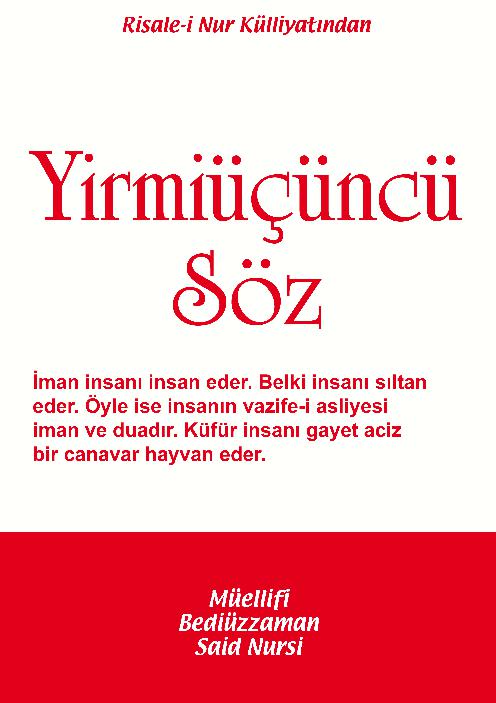 Risale-i Nur Külliyatından
Yirmiüçüncü
Söz
İman insanı insan eder. Belki insanı sıltan
eder. Öyle ise insanın vazife-i asliyesi
iman ve duadır. Küfür insanı gayet aciz
bir canavar hayvan eder.
Müellifi
Bediüzzaman
Said Nursi